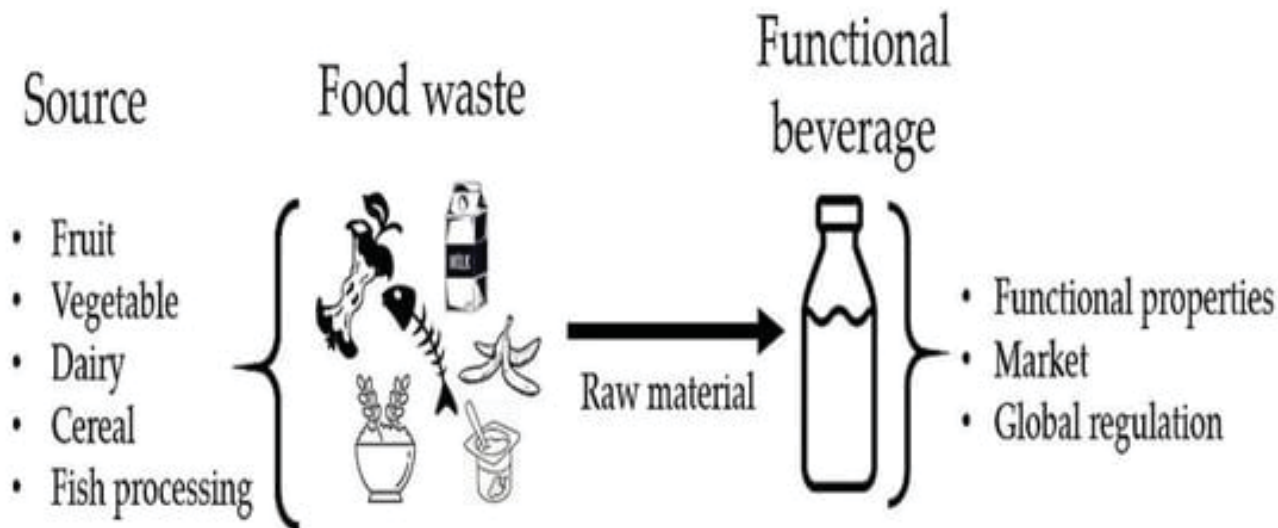 Source
• Fruit
• Vegetable
• Dairy
• Cereal
• Fish processing
Food waste
MILK
Raw material
Functional
beverage
• Functional properties
• Market
• Global regulation